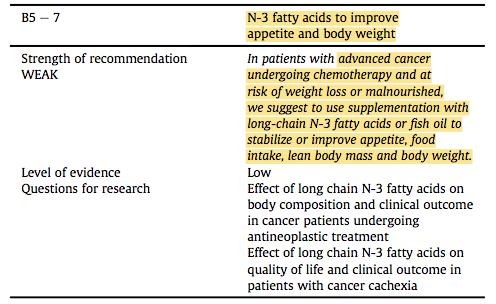 B5 – 7
N-3 fatty acids to improve
appetite and body weight
Strength of recommendation
WEAK
In patients with advanced cancer
undergoing chemotherapy and at
risk of weight loss or malnourished,
we suggest to use supplementation with
long-chain N-3 fatty acids or fish oil to
stabilize or improve appetite, food
intake, lean body mass and body weight.
Level of evidence
Low
Questions for research
Effect of long chain N-3 fatty acids on
body composition and clinical outcome
in cancer patients undergoing
antineoplastic treatment
Effect of long chain N-3 fatty acids on
quality of life and clinical outcome in
patients with cancer cachexia